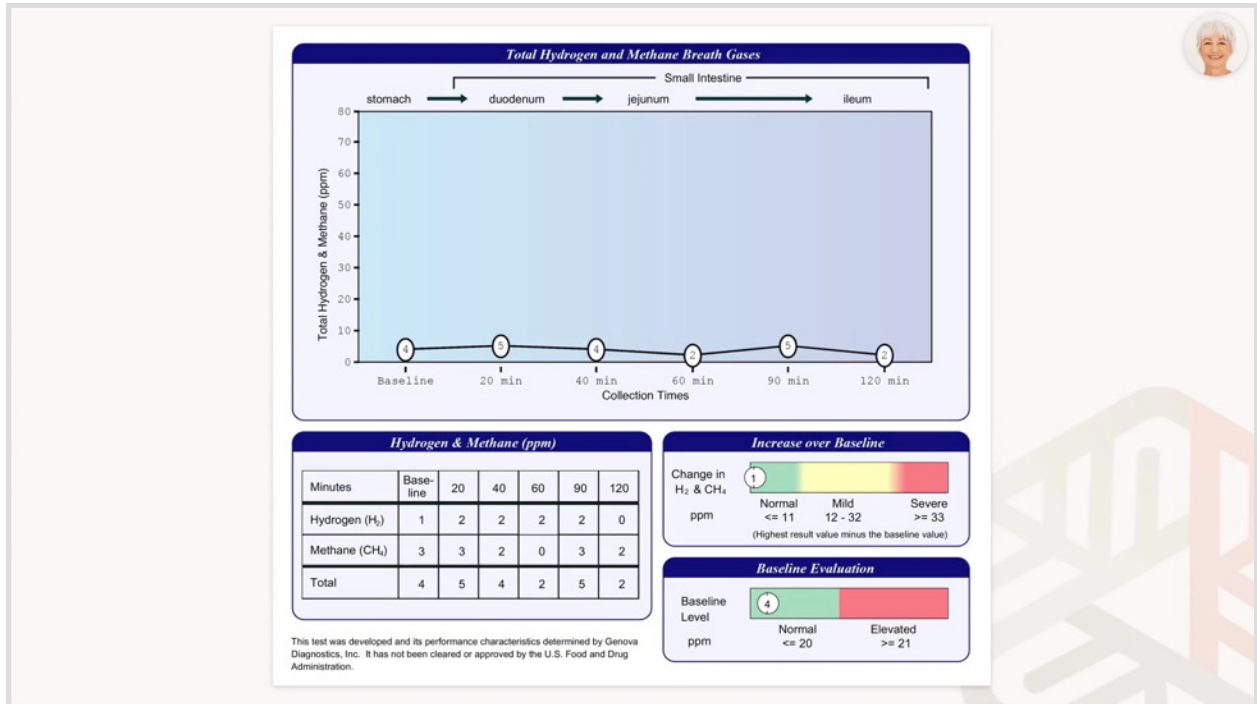 Total Hydrogen and Methane Breath Gases
Small Intestine
stomach duodenum jejunum ileum
Total Hydrogen & Methane (ppm)
80
70
60
50
40
30
20
10
0
4 5 4 2 5 2
Baseline 20 min 40 min 60 min 90 min 120 min
Collection Times
Hydrogen & Methane (ppm)
Minutes Base-line 20 40 60 90 120
Hydrogen (H₂) 1 2 2 2 2 0
Methane (CH₄) 3 3 2 0 3 2
Total 4 5 4 2 5 2
This test was developed and its performance characteristics determined by Genova
Diagnostics, Inc. It has not been cleared or approved by the U.S. Food and Drug
Administration.
Increase over Baseline
Change in
H₂ & CH₄
ppm
1
Normal Mild Severe
<= 11 12 - 32 >= 33
(Highest result value minus the baseline value)
Baseline Evaluation
Baseline
Level
ppm
4
Normal Elevated
<= 20 >= 21